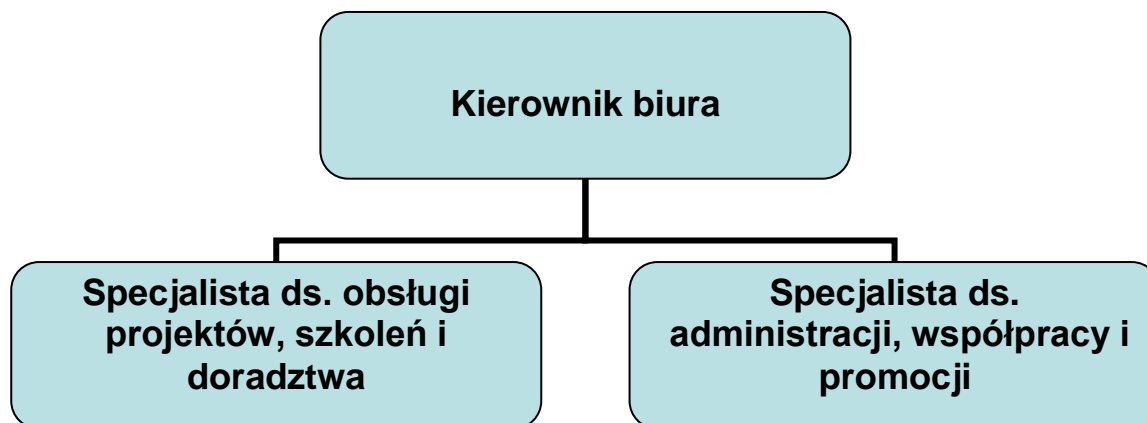 Kierownik biura
Specjalista ds. obsługi
projektów, szkoleń i
doradztwa
Specjalista ds.
administracji, współpracy i
promocji